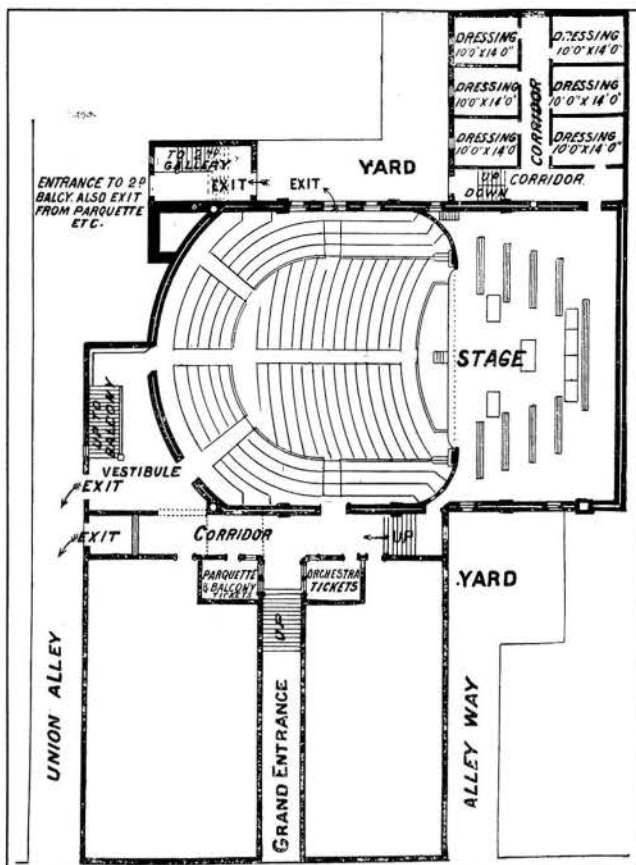 DRESSING
10'0"X14'0"
DRESSING
10'0"X14'0"
DRESSING
10'0"X14'0"
DRESSING
10'0"X14'0"
DRESSING
10'0"X14'0"
DRESSING
10'0"X14'0"
CORRIDOR
UP
DOWN
CORRIDOR
TO 2ND
GALLERY
EXIT
EXIT
YARD
ENTRANCE TO 2D
BALCY. ALSO EXIT
FROM PARQUETTE
ETC.
STAGE
UP TO
BALCONY
VESTIBULE
EXIT
EXIT
CORRIDOR
UP
PARQUETTE
& BALCONY
TICKETS
ORCHESTRA
TICKETS
UP
YARD
UNION ALLEY
GRAND ENTRANCE
ALLEY WAY